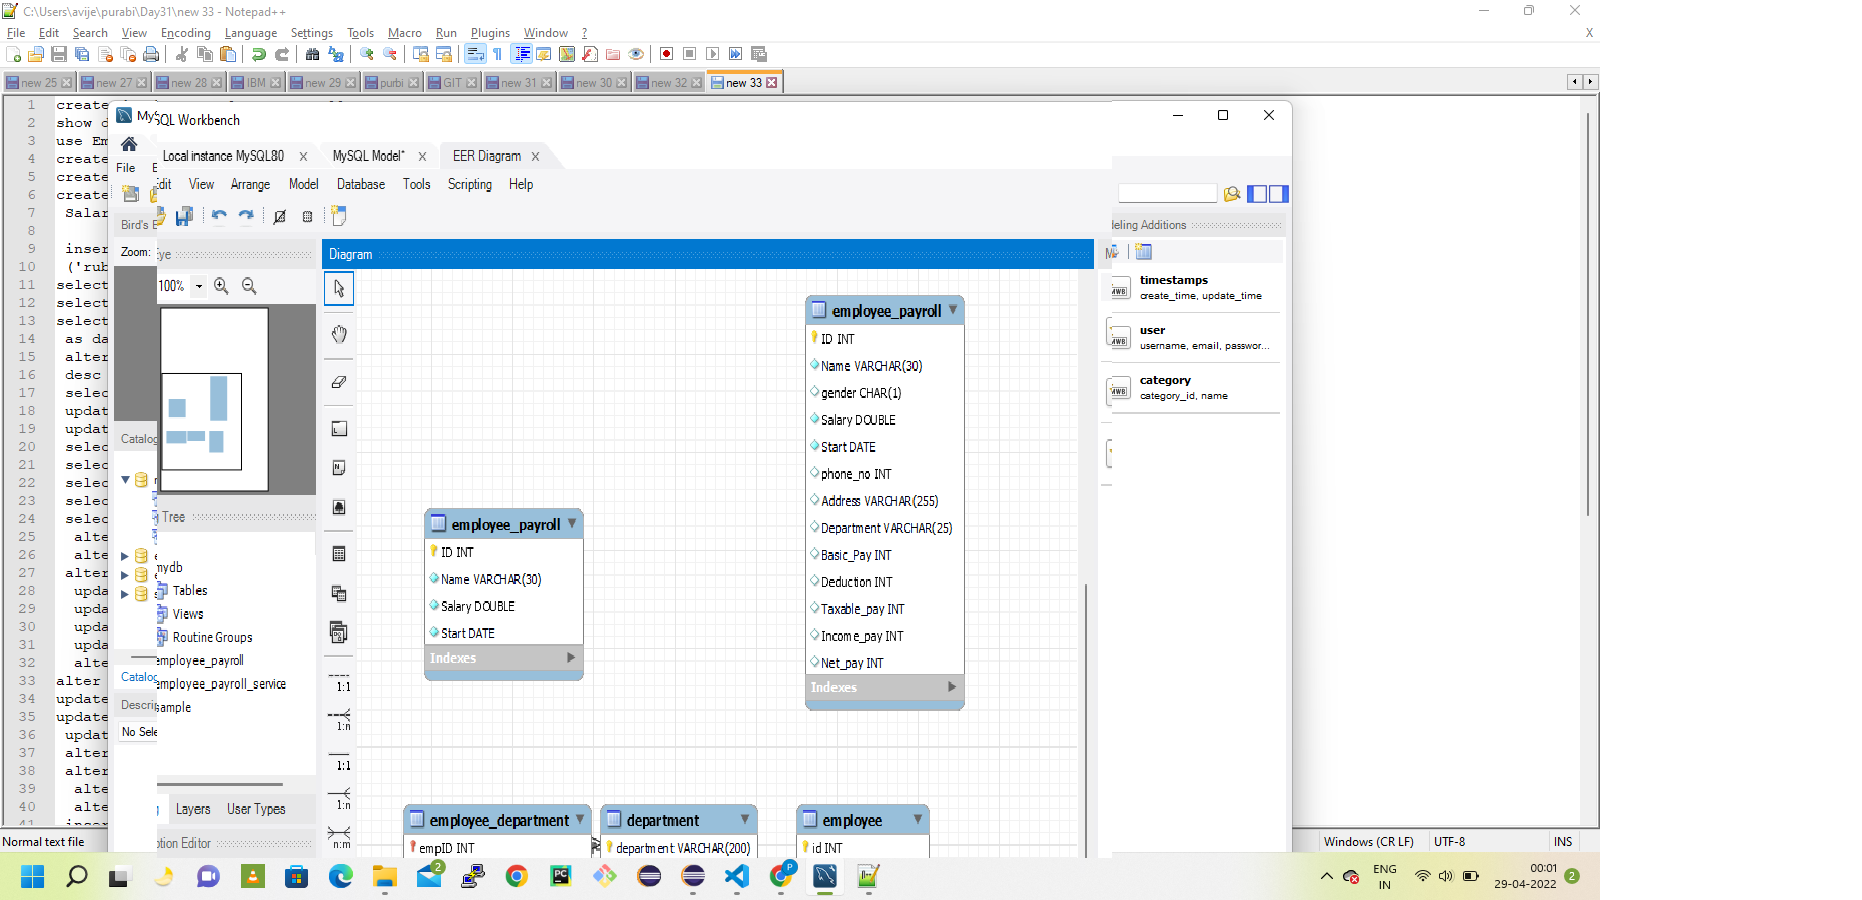 C:\Users\avije\purabi\Day31\new 33 - Notepad++
File Edit Search View Encoding Language Settings Tools Macro Run Plugins Window ? X
new 25 new 27 new 28 IBM new 29 purbi GIT new 31 new 30 new 32 new 33
1 create
2 show d
3 use Em
4 create
5 create
6 create
7 Salar
8
9 inser
10 ('rub
11 select
12 select
13 select
14 as da
15 alter
16 desc
17 selec
18 updat
19 updat
20 selec
21 selec
22 selec
23 selec
24 selec
25 alte
26 alte
27 alter
28 upda
29 upda
30 upda
31 upda
32 alte
33 alter
34 update
35 update
36 updat
37 alter
38 alter
39 alte
40 alte
41 inser
MyS
SQL Workbench
Local instance MySQL80 MySQL Model* EER Diagram
File E
dit View Arrange Model Database Tools Scripting Help
Bird's E
ye
Zoom:
100%
Catalog
Tree
mydb
Tables
Views
Routine Groups
employee_payroll
employee_payroll_service
sample
Catalog
Descrip
No Sele
Layers User Types
ption Editor
Diagram
1:1
1:n
1:1
1:n
n:m
employee_payroll
ID INT
Name VARCHAR(30)
Salary DOUBLE
Start DATE
Indexes
employee_payroll
ID INT
Name VARCHAR(30)
gender CHAR(1)
Salary DOUBLE
Start DATE
phone_no INT
Address VARCHAR(255)
Department VARCHAR(25)
Basic_Pay INT
Deduction INT
Taxable_pay INT
Income_pay INT
Net_pay INT
Indexes
employee_department
empID INT
department
department VARCHAR(200)
employee
id INT
leling Additions
timestamps
create_time, update_time
user
username, email, passwor...
category
category_id, name
Normal text file
Windows (CR LF) UTF-8 INS
2
P
ENG
IN
00:01
29-04-2022
2